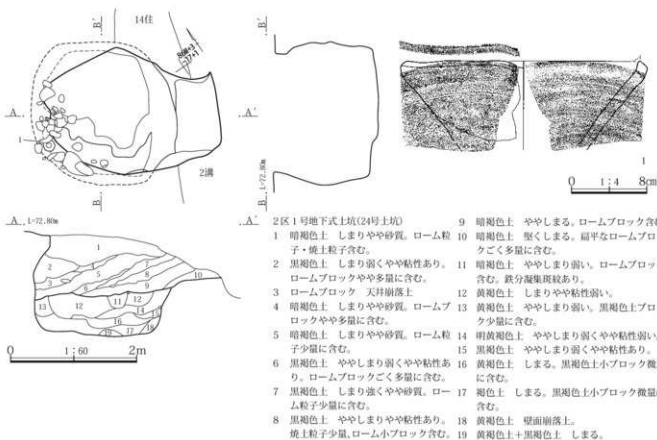 B'
14住
A
A'
1
2溝
B
B'
B L=72.80m
1
0 1:4 8cm
A L=72.80m
A'
1
2
3
4
5
6
7
8
9
10
11
12
13
14
15
16
17
18
19
0 1:60 2m
2区1号地下式土坑(24号土坑)
1 暗褐色土 しまりやや砂質。ローム粒
子・焼土粒子含む。
2 黒褐色土 しまり弱くやや粘性あり。
ロームブロックやや多量に含む。
3 ロームブロック 天井崩落土
4 暗褐色土 しまりやや砂質。ロームブ
ロックやや多量に含む。
5 暗褐色土 しまりやや砂質。ローム粒
子少量に含む。
6 黒褐色土 ややしまり弱くやや粘性あ
り。ロームブロックごく多量に含む。
7 黒褐色土 しまり強くやや砂質。ロー
ム粒子少量に含む。
8 黒褐色土 ややしまりやや粘性あり。
焼土粒子少量、ローム小ブロック含む。
9 暗褐色土 ややしまる。ロームブロック含む
10 暗褐色土 堅くしまる。扁平なロームブロ
クごく多量に含む。
11 暗褐色土 ややしまり弱い。ロームブロック
含む。鉄分凝集斑紋あり。
12 黄褐色土 しまりやや粘性弱い。
13 黄褐色土 ややしまり弱い。黒褐色土ブロ
ク少量に含む。
14 明黄褐色土 ややしまり弱くやや粘性弱い。
15 黒褐色土 ややしまり弱くやや粘性あり。
16 黄褐色土 しまる。黒褐色土小ブロック微
に含む。
17 褐色土 しまる。黒褐色土小ブロック微量
含む。
18 黄褐色土 壁面崩落土。
19 黄褐色土+黒褐色土 しまる。